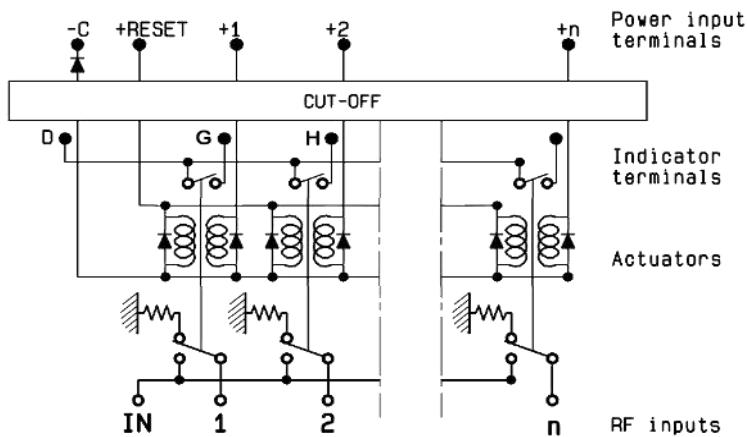 -C +RESET +1 +2 +n Power input
terminals
CUT-OFF
D G H
Indicator
terminals
Actuators
IN 1 2 n RF inputs